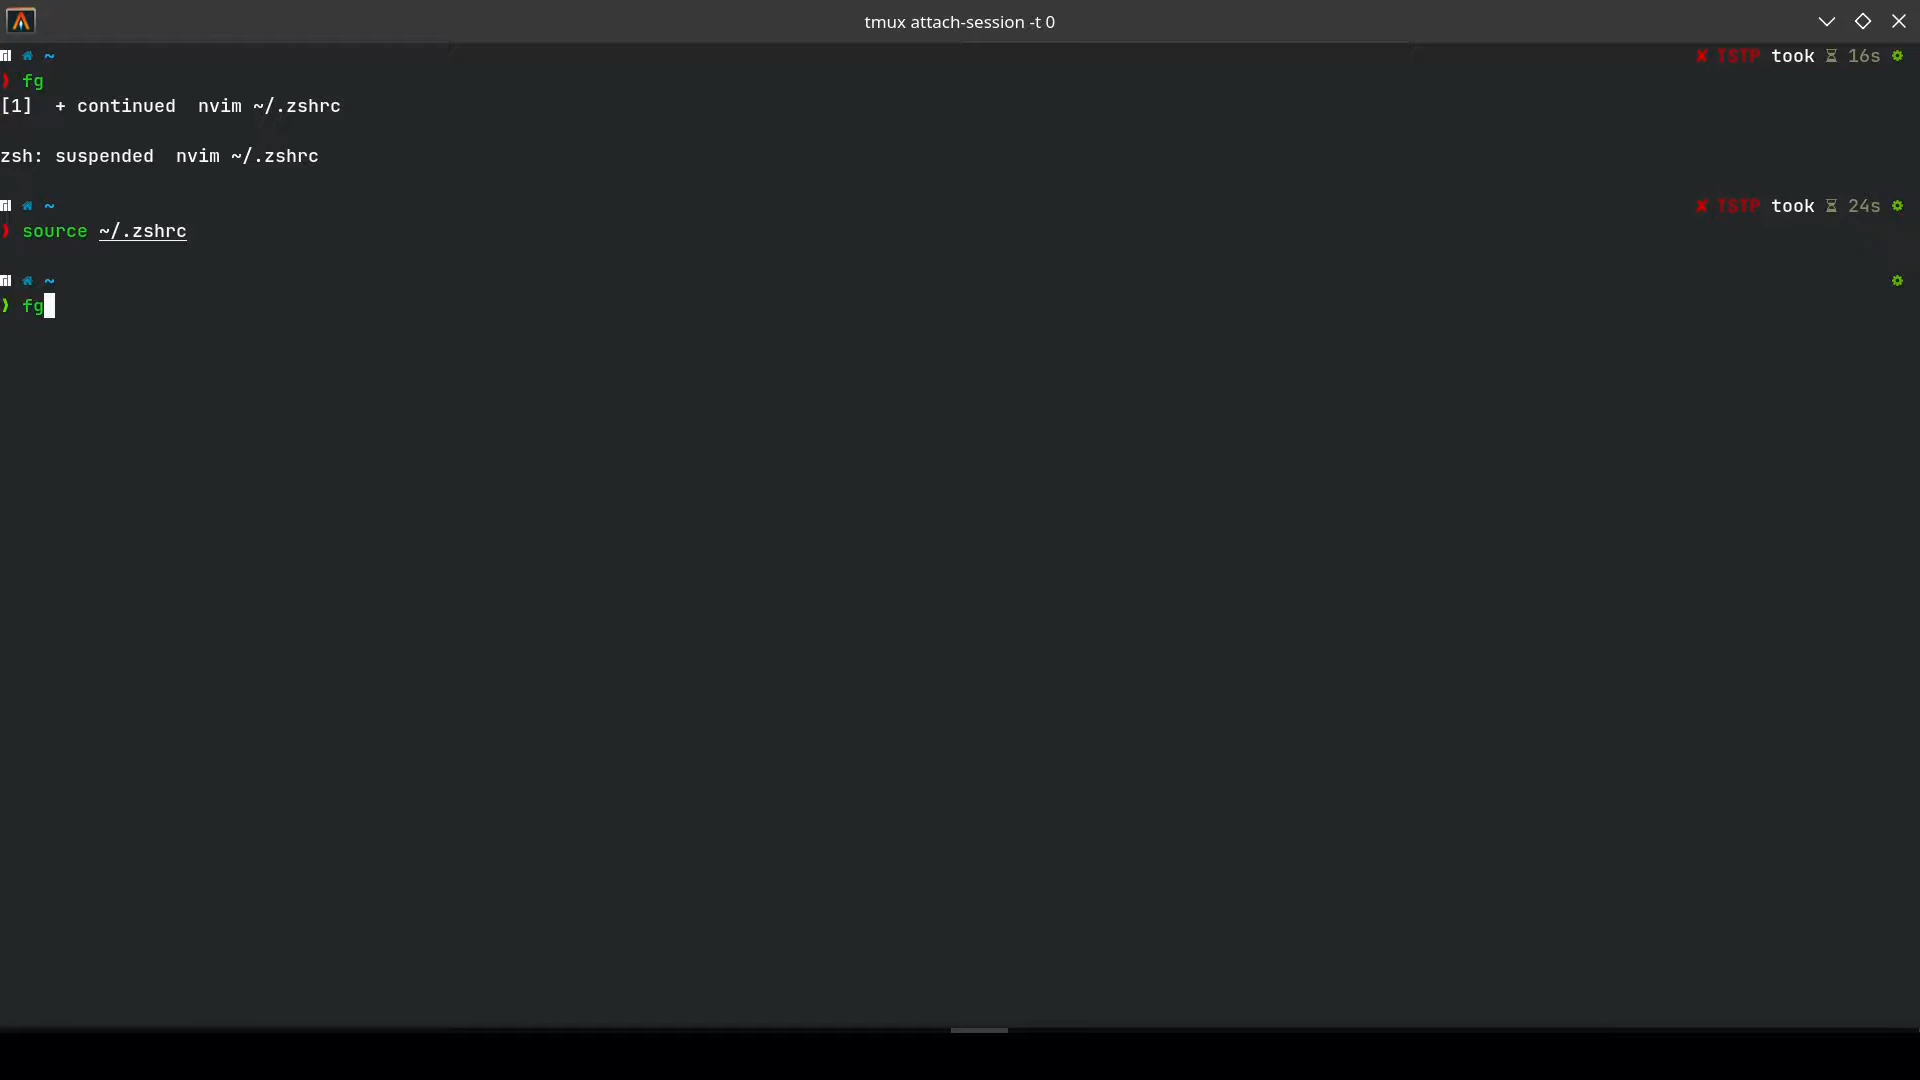 tmux attach-session -t 0
~ ✘ TSTP took 16s
❯ fg
[1]  + continued  nvim ~/.zshrc
zsh: suspended  nvim ~/.zshrc
~ ✘ TSTP took 24s
❯ source ~/.zshrc
~
❯ fg